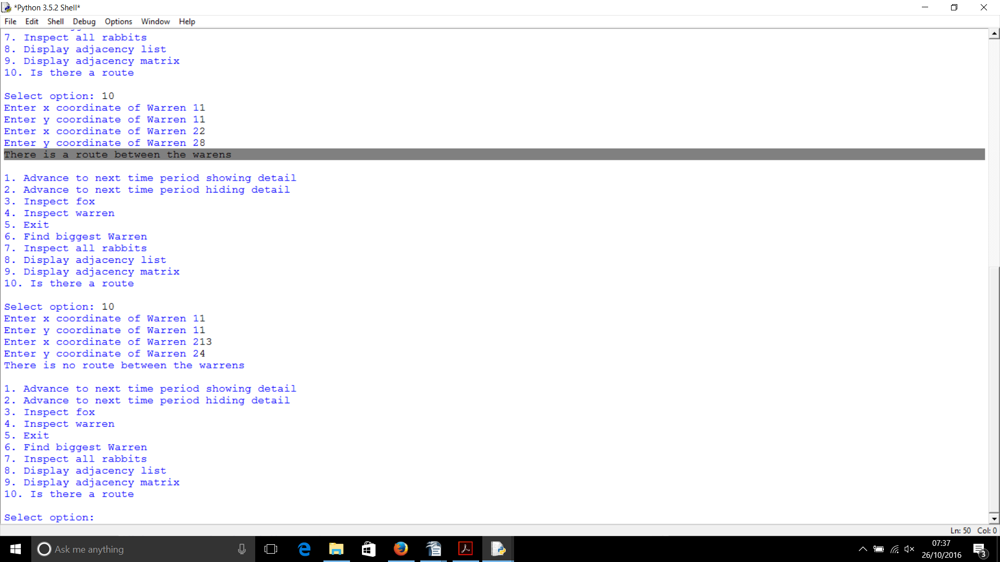 *Python 3.5.2 Shell*
File Edit Shell Debug Options Window Help
7. Inspect all rabbits
8. Display adjacency list
9. Display adjacency matrix
10. Is there a route
Select option: 10
Enter x coordinate of Warren 11
Enter y coordinate of Warren 11
Enter x coordinate of Warren 22
Enter y coordinate of Warren 28
There is a route between the warens
1. Advance to next time period showing detail
2. Advance to next time period hiding detail
3. Inspect fox
4. Inspect warren
5. Exit
6. Find biggest Warren
7. Inspect all rabbits
8. Display adjacency list
9. Display adjacency matrix
10. Is there a route
Select option: 10
Enter x coordinate of Warren 11
Enter y coordinate of Warren 11
Enter x coordinate of Warren 213
Enter y coordinate of Warren 24
There is no route between the warrens
1. Advance to next time period showing detail
2. Advance to next time period hiding detail
3. Inspect fox
4. Inspect warren
5. Exit
6. Find biggest Warren
7. Inspect all rabbits
8. Display adjacency list
9. Display adjacency matrix
10. Is there a route
Select option:
Ln: 50 Col: 0
Ask me anything
07:37
26/10/2016
3